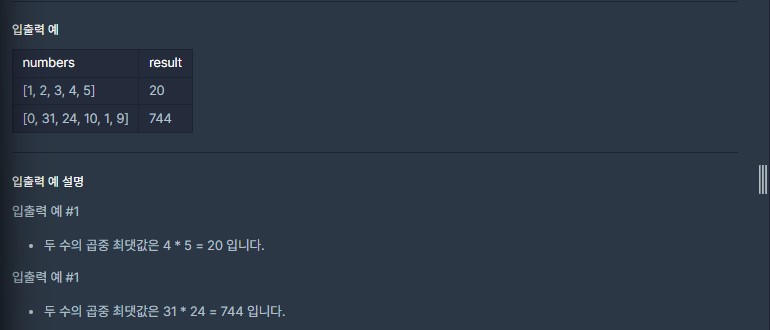 입출력 예
numbers result
[1, 2, 3, 4, 5] 20
[0, 31, 24, 10, 1, 9] 744
입출력 예 설명
입출력 예 #1
두 수의 곱중 최댓값은 4 * 5 = 20 입니다.
입출력 예 #1
두 수의 곱중 최댓값은 31 * 24 = 744 입니다.